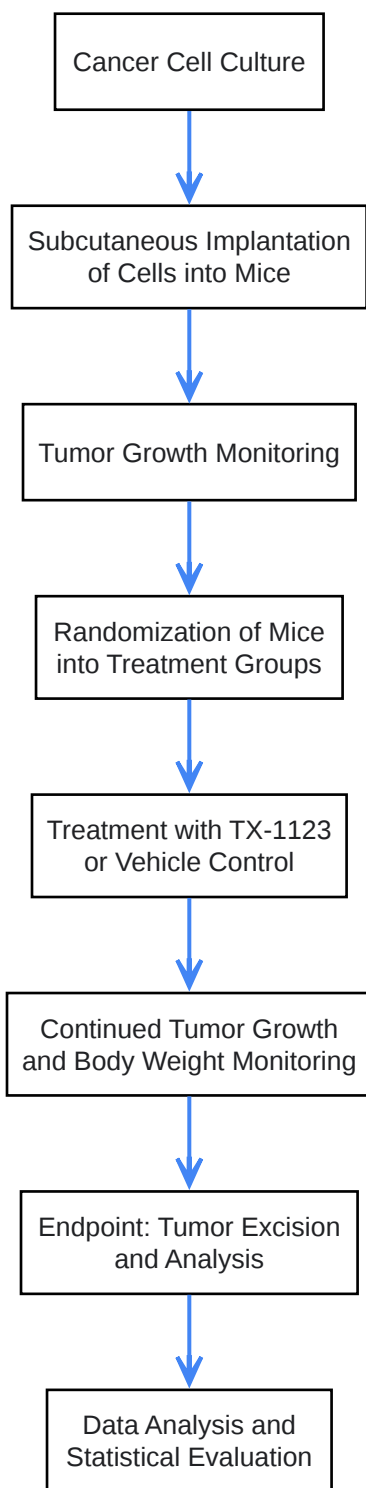 Cancer Cell Culture
Subcutaneous Implantation
of Cells into Mice
Tumor Growth Monitoring
Randomization of Mice
into Treatment Groups
Treatment with TX-1123
or Vehicle Control
Continued Tumor Growth
and Body Weight Monitoring
Endpoint: Tumor Excision
and Analysis
Data Analysis and
Statistical Evaluation